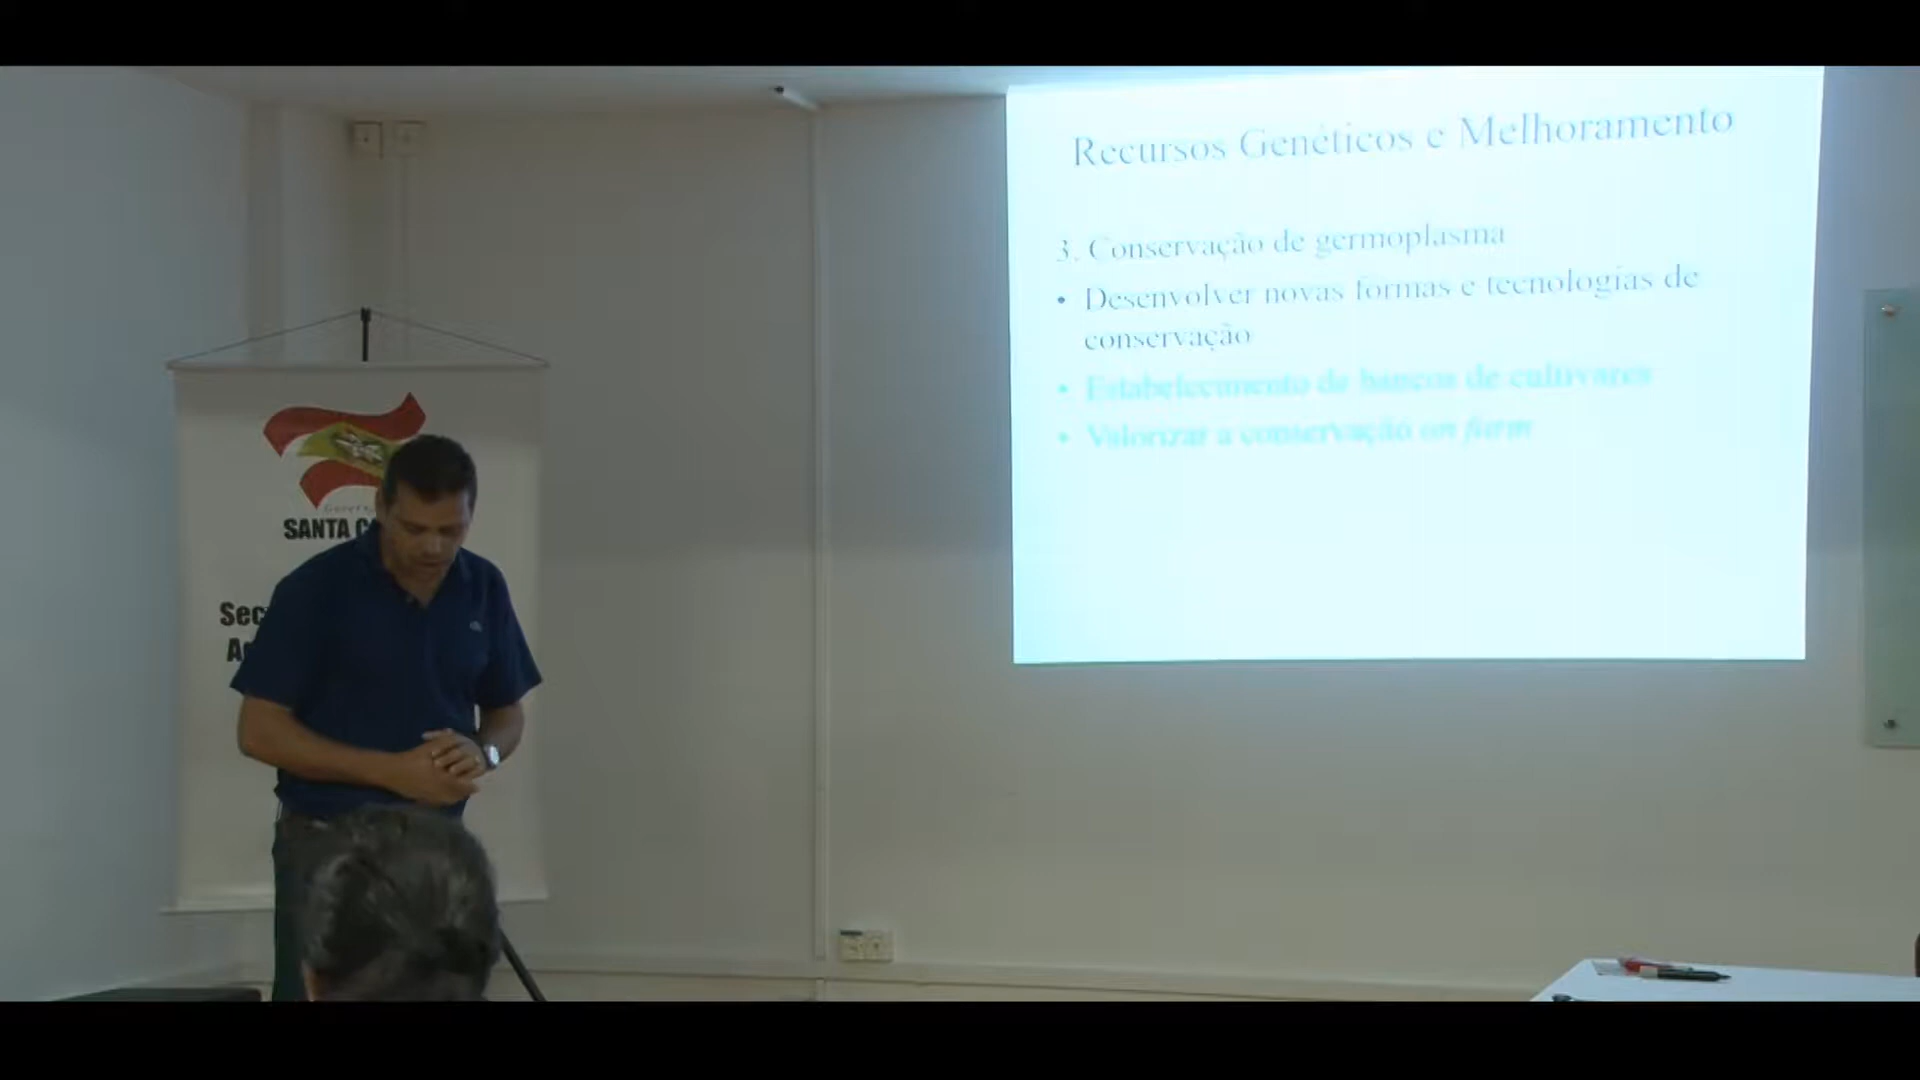 Recursos Genéticos e Melhoramento
3. Conservação de germoplasma
• Desenvolver novas formas e tecnologias de
conservação
• Estabelecimento de bancos de cultivares
• Valorizar a conservação on farm
Governo
SANTA C
Sec
A